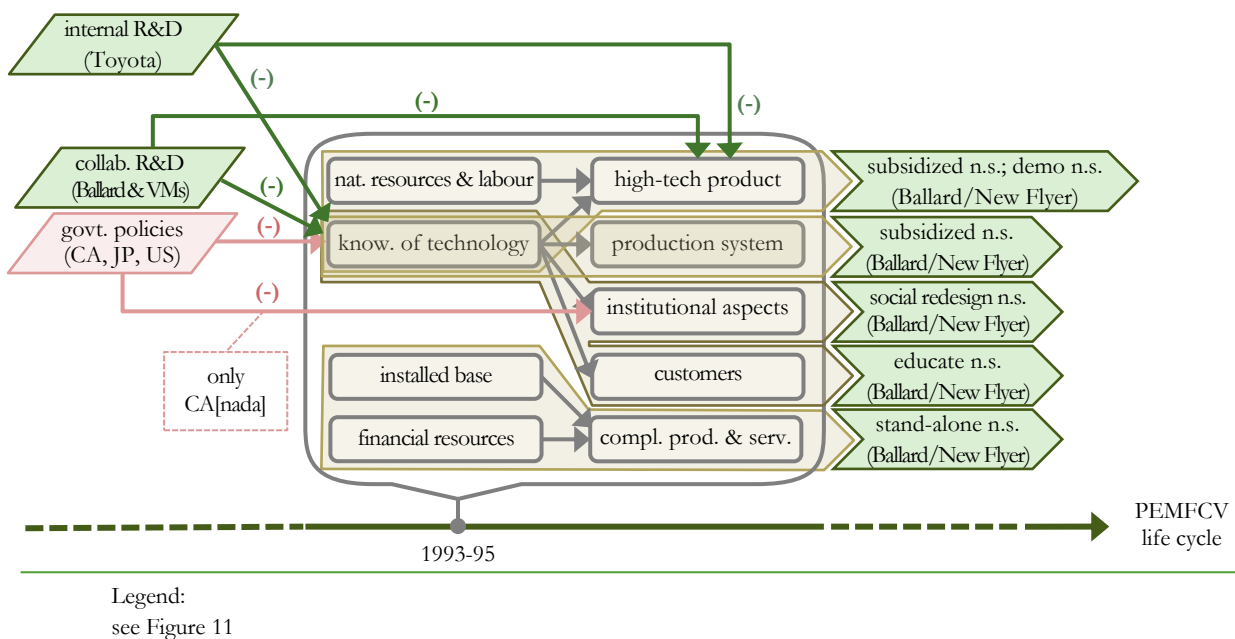 internal R&D
(Toyota)
(-)
(-)
(-)
collab. R&D
(Ballard & VMs)
(-)
nat. resources & labour
high-tech product
subsidized n.s.; demo n.s.
(Ballard/New Flyer)
govt. policies
(CA, JP, US)
(-)
know. of technology
production system
subsidized n.s.
(Ballard/New Flyer)
(-)
institutional aspects
social redesign n.s.
(Ballard/New Flyer)
only
CA[nada]
installed base
customers
educate n.s.
(Ballard/New Flyer)
financial resources
compl. prod. & serv.
stand-alone n.s.
(Ballard/New Flyer)
1993-95
PEMFCV
life cycle
Legend:
see Figure 11